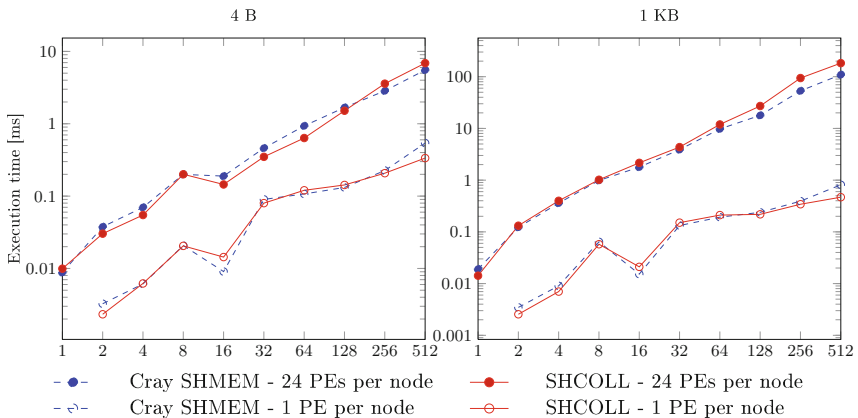 4 B
1 KB
Execution time [ms]
10
1
0.1
0.01
1 2 4 8 16 32 64 128 256 512
100
10
1
0.1
0.01
0.001
1 2 4 8 16 32 64 128 256 512
Cray SHMEM - 24 PEs per node
SHCOLL - 24 PEs per node
Cray SHMEM - 1 PE per node
SHCOLL - 1 PE per node